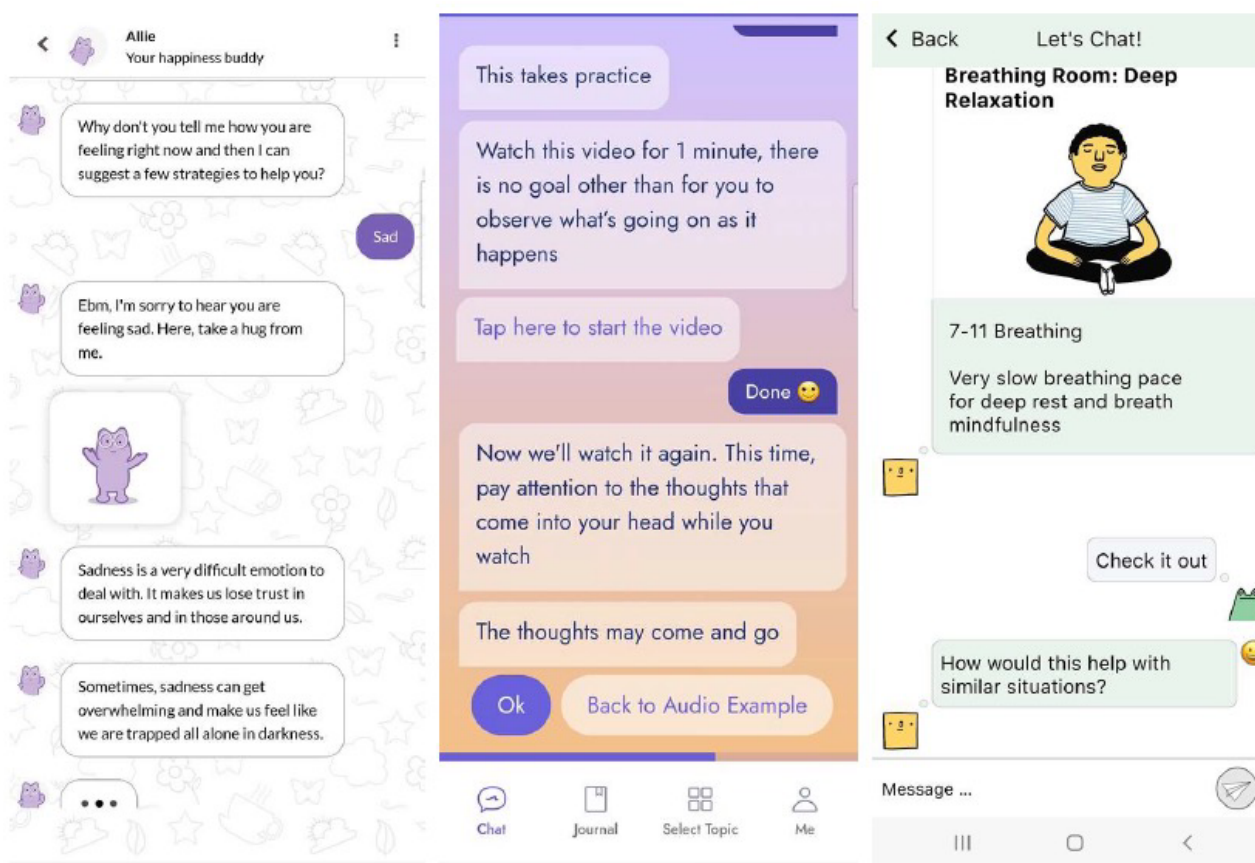 Allie
Your happiness buddy
Why don't you tell me how you are
feeling right now and then I can
suggest a few strategies to help you?
Sad
Ebm, I'm sorry to hear you are
feeling sad. Here, take a hug from
me.
Sadness is a very difficult emotion to
deal with. It makes us lose trust in
ourselves and in those around us.
Sometimes, sadness can get
overwhelming and make us feel like
we are trapped all alone in darkness.
This takes practice
Watch this video for 1 minute, there
is no goal other than for you to
observe what's going on as it
happens
Tap here to start the video
Done
Now we'll watch it again. This time,
pay attention to the thoughts that
come into your head while you
watch
The thoughts may come and go
Ok
Back to Audio Example
Chat
Journal
Select Topic
Me
Back
Let's Chat!
Breathing Room: Deep
Relaxation
7-11 Breathing
Very slow breathing pace
for deep rest and breath
mindfulness
Check it out
How would this help with
similar situations?
Message ...